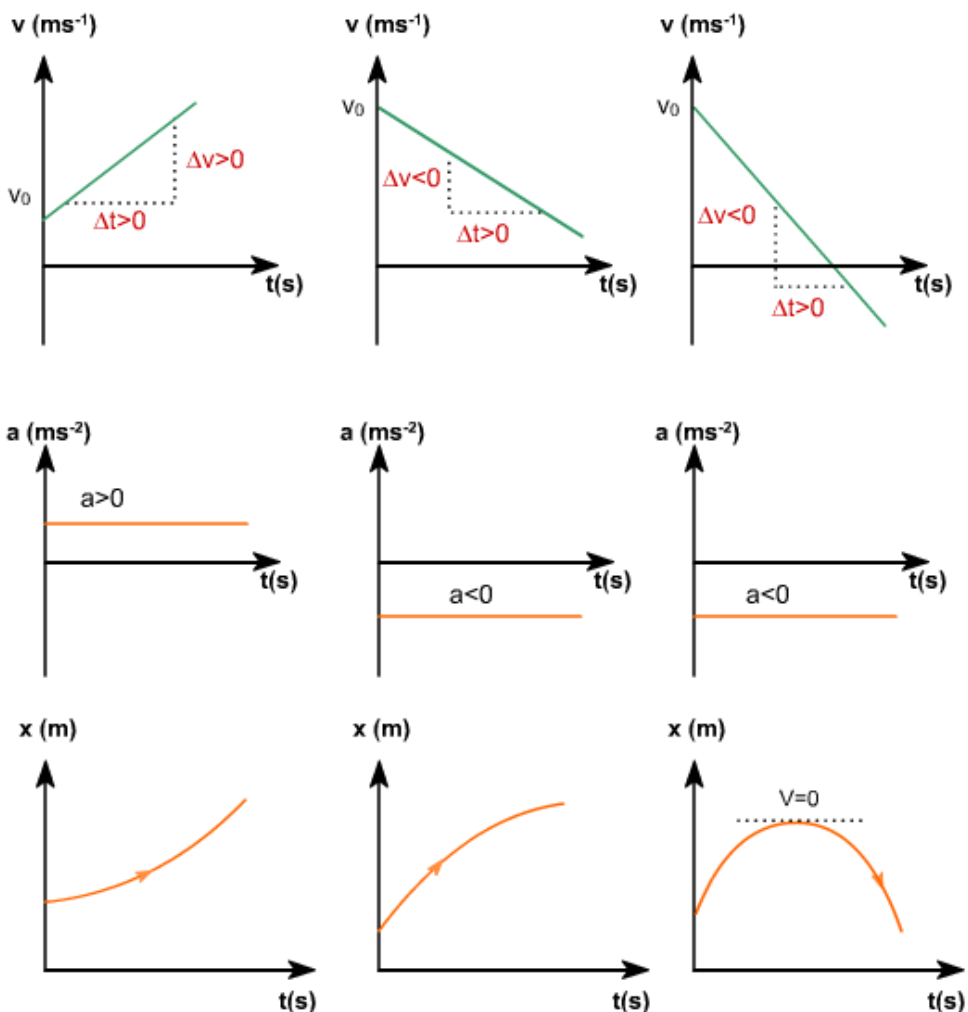 v (ms⁻¹) v (ms⁻¹) v (ms⁻¹)
v₀ v₀ v₀
Δv>0 Δv<0 Δv<0
Δt>0 Δt>0 Δt>0
t(s) t(s) t(s)
a (ms⁻²) a (ms⁻²) a (ms⁻²)
a>0 a<0 a<0
t(s) t(s) t(s)
x (m) x (m) x (m)
V=0
t(s) t(s) t(s)